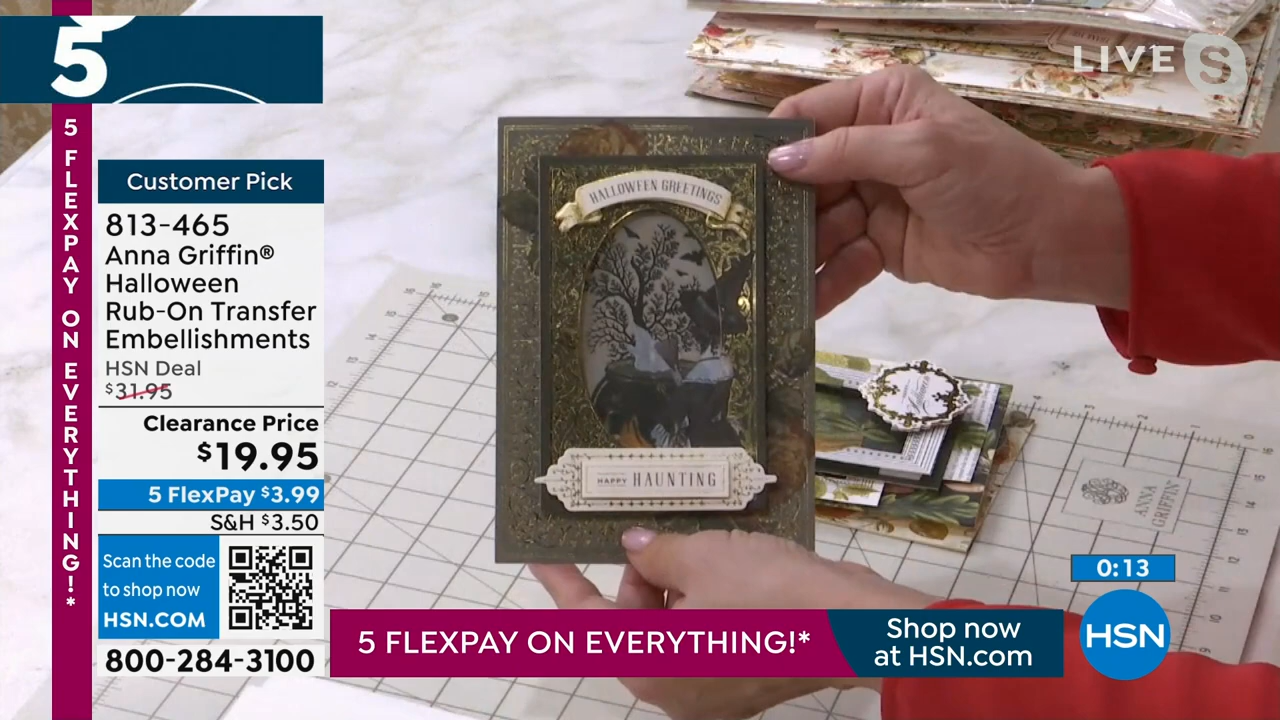 5
5 FLEXPAY ON EVERYTHING!*
Customer Pick
813-465
Anna Griffin®
Halloween
Rub-On Transfer
Embellishments
HSN Deal
$31.95
Clearance Price
$19.95
5 FlexPay $3.99
S&H $3.50
Scan the code
to shop now
HSN.COM
800-284-3100
LIVE S
HALLOWEEN GREETINGS
HAPPY HAUNTING
ANNA
GRIFFIN
0:13
5 FLEXPAY ON EVERYTHING!*
Shop now
at HSN.com
HSN